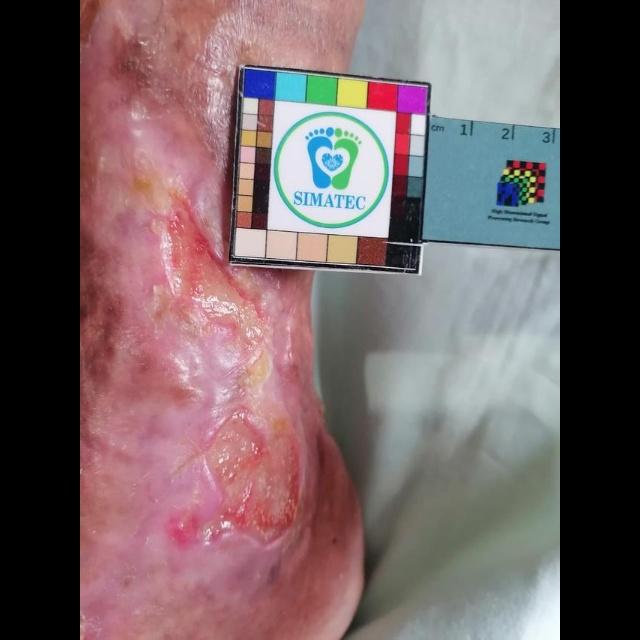 SIMATEC
cm 1 2 3
High Dimensional Signal
Processing Research Group